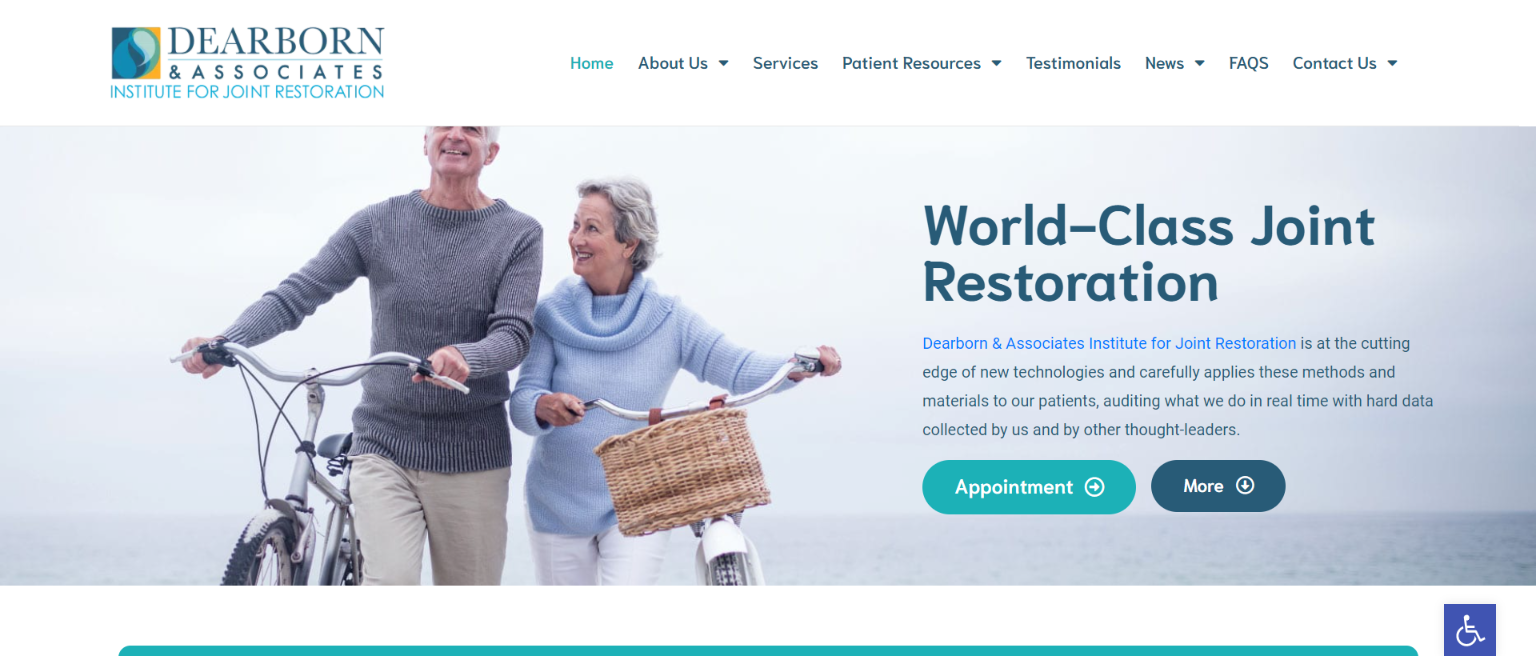 DEARBORN
& ASSOCIATES
INSTITUTE FOR JOINT RESTORATION
Home About Us Services Patient Resources Testimonials News FAQS Contact Us
World-Class Joint
Restoration
Dearborn & Associates Institute for Joint Restoration is at the cutting
edge of new technologies and carefully applies these methods and
materials to our patients, auditing what we do in real time with hard data
collected by us and by other thought-leaders.
Appointment More